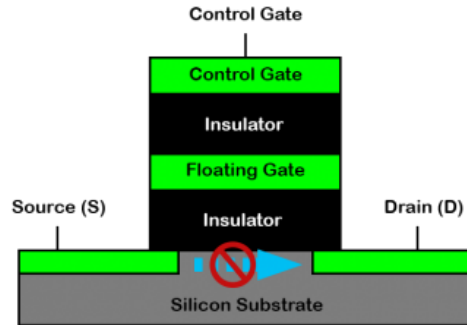 Control Gate
Control Gate
Insulator
Floating Gate
Source (S)
Insulator
Drain (D)
Silicon Substrate